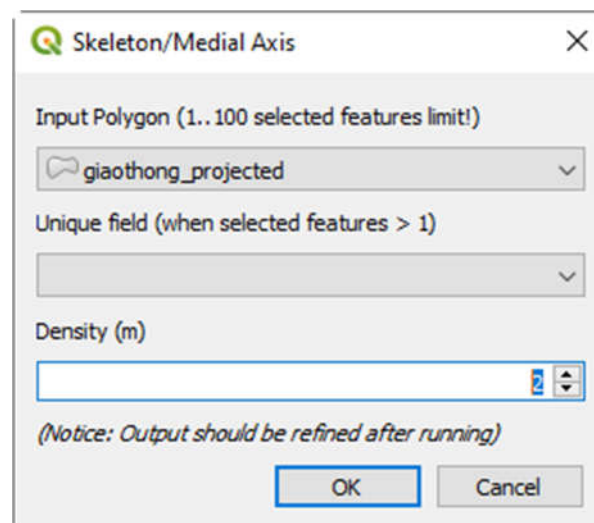 Skeleton/Medial Axis
Input Polygon (1..100 selected features limit!)
giaothong_projected
Unique field (when selected features > 1)
Density (m)
2
(Notice: Output should be refined after running)
OK
Cancel